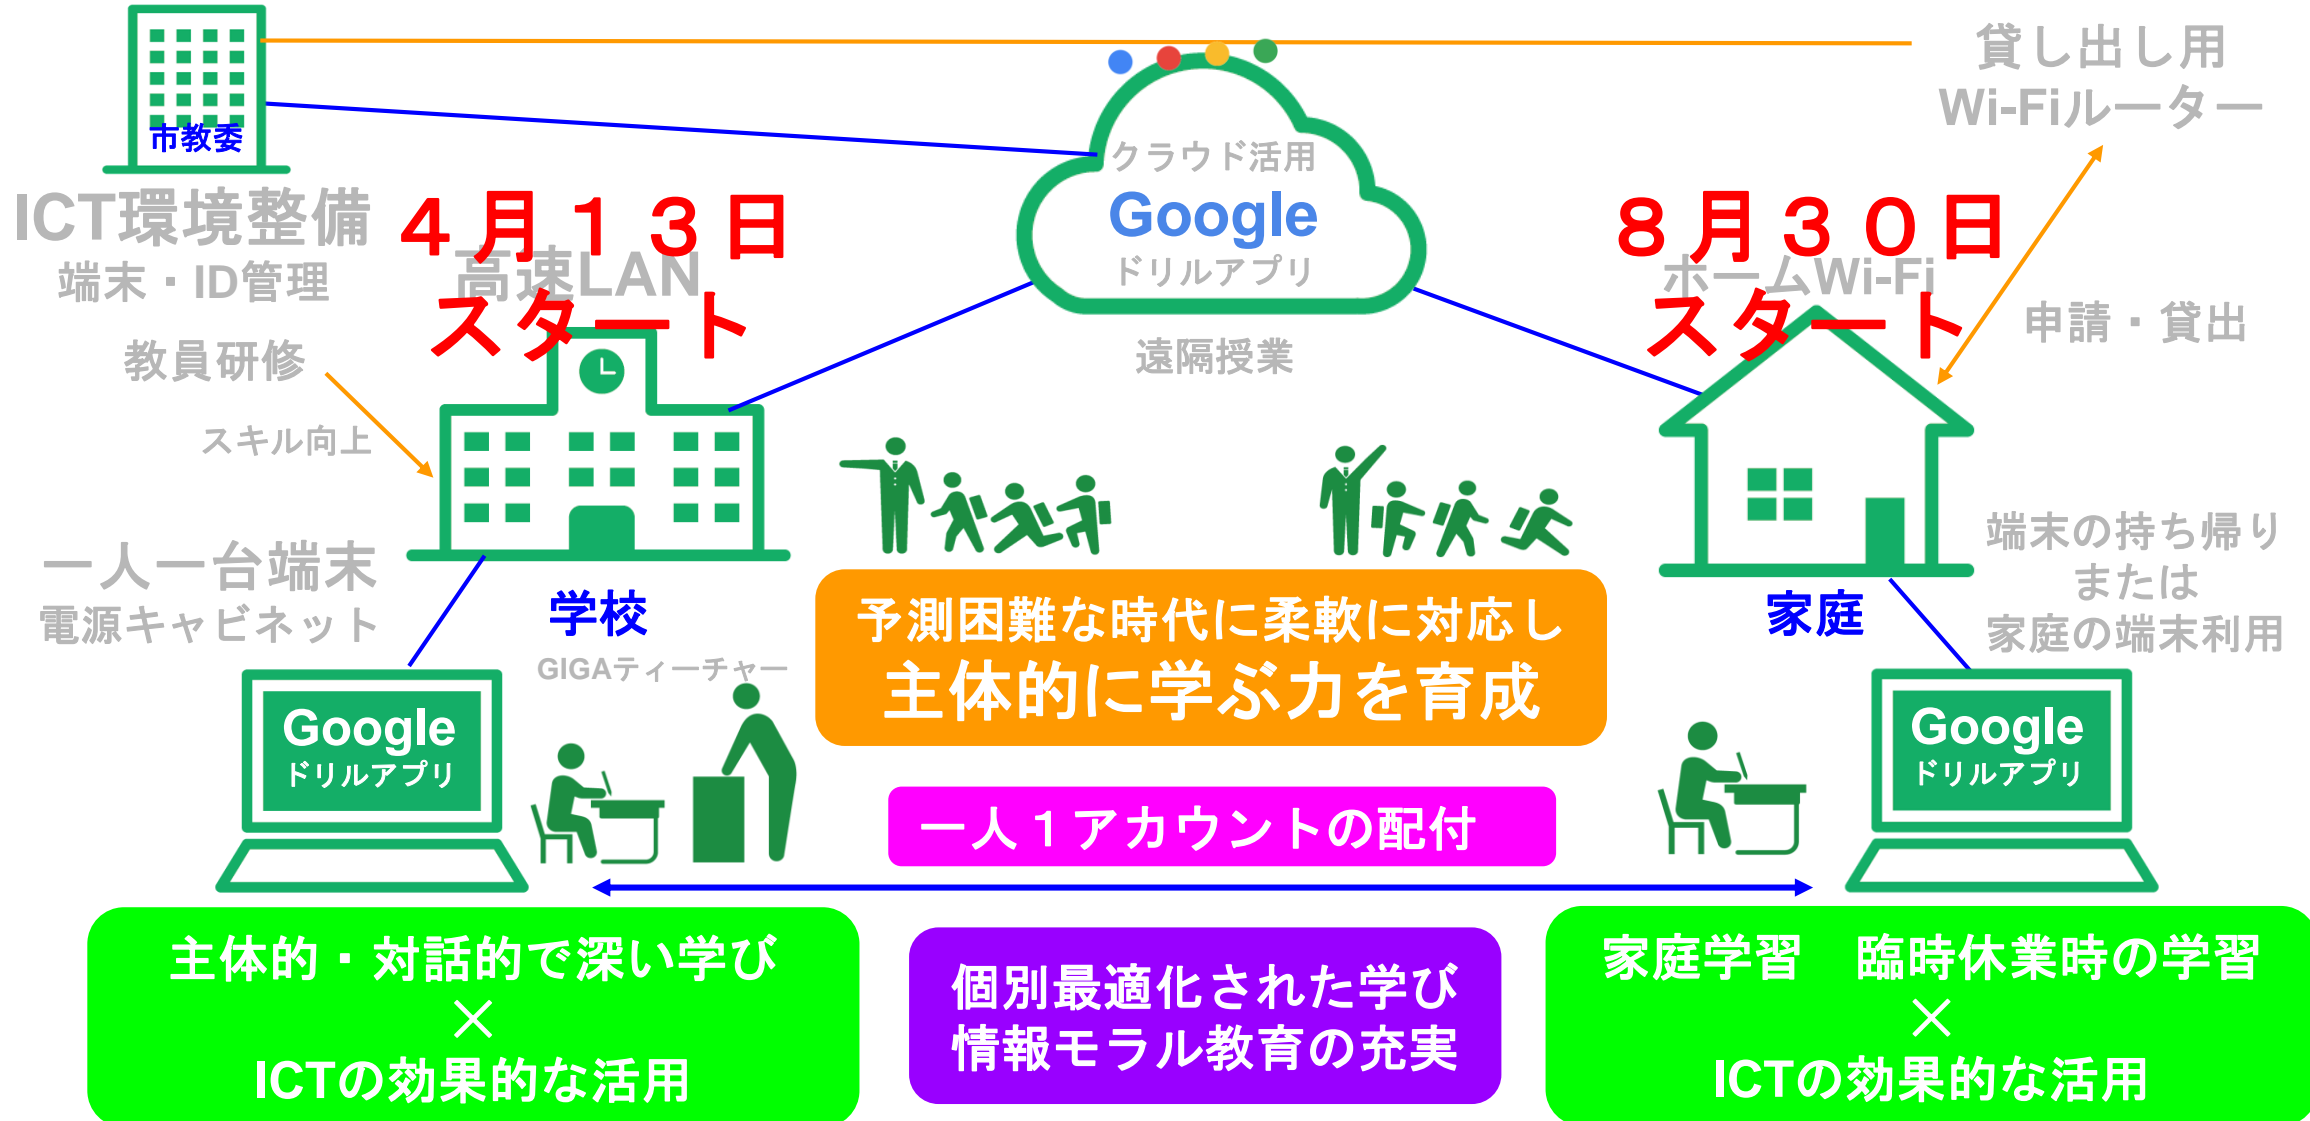 市教委
ICT環境整備
端末・ID管理
教員研修
スキル向上
4月13日
スタート
高速LAN
クラウド活用
Google
ドリルアプリ
遠隔授業
貸し出し用
Wi-Fiルーター
8月30日
スタート
ホームWi-Fi
申請・貸出
一人一台端末
電源キャビネット
学校
GIGAティーチャー
予測困難な時代に柔軟に対応し
主体的に学ぶ力を育成
家庭
端末の持ち帰り
または
家庭の端末利用
Google
ドリルアプリ
一人1アカウントの配付
Google
ドリルアプリ
主体的・対話的で深い学び
×
ICTの効果的な活用
個別最適化された学び
情報モラル教育の充実
家庭学習　臨時休業時の学習
×
ICTの効果的な活用